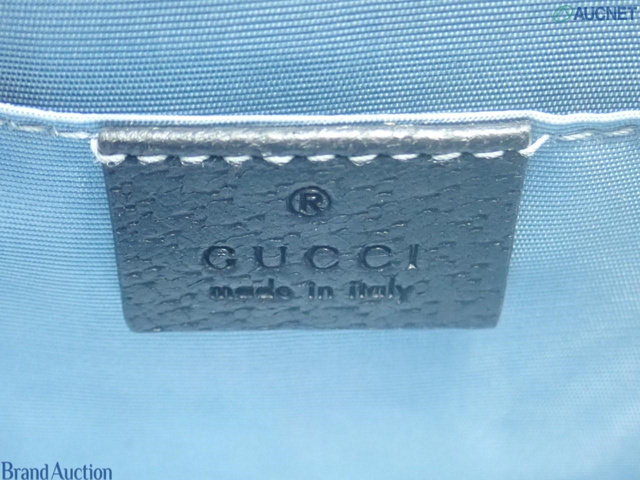 AUCNET
®
GUCCI
made in italy
Brand Auction